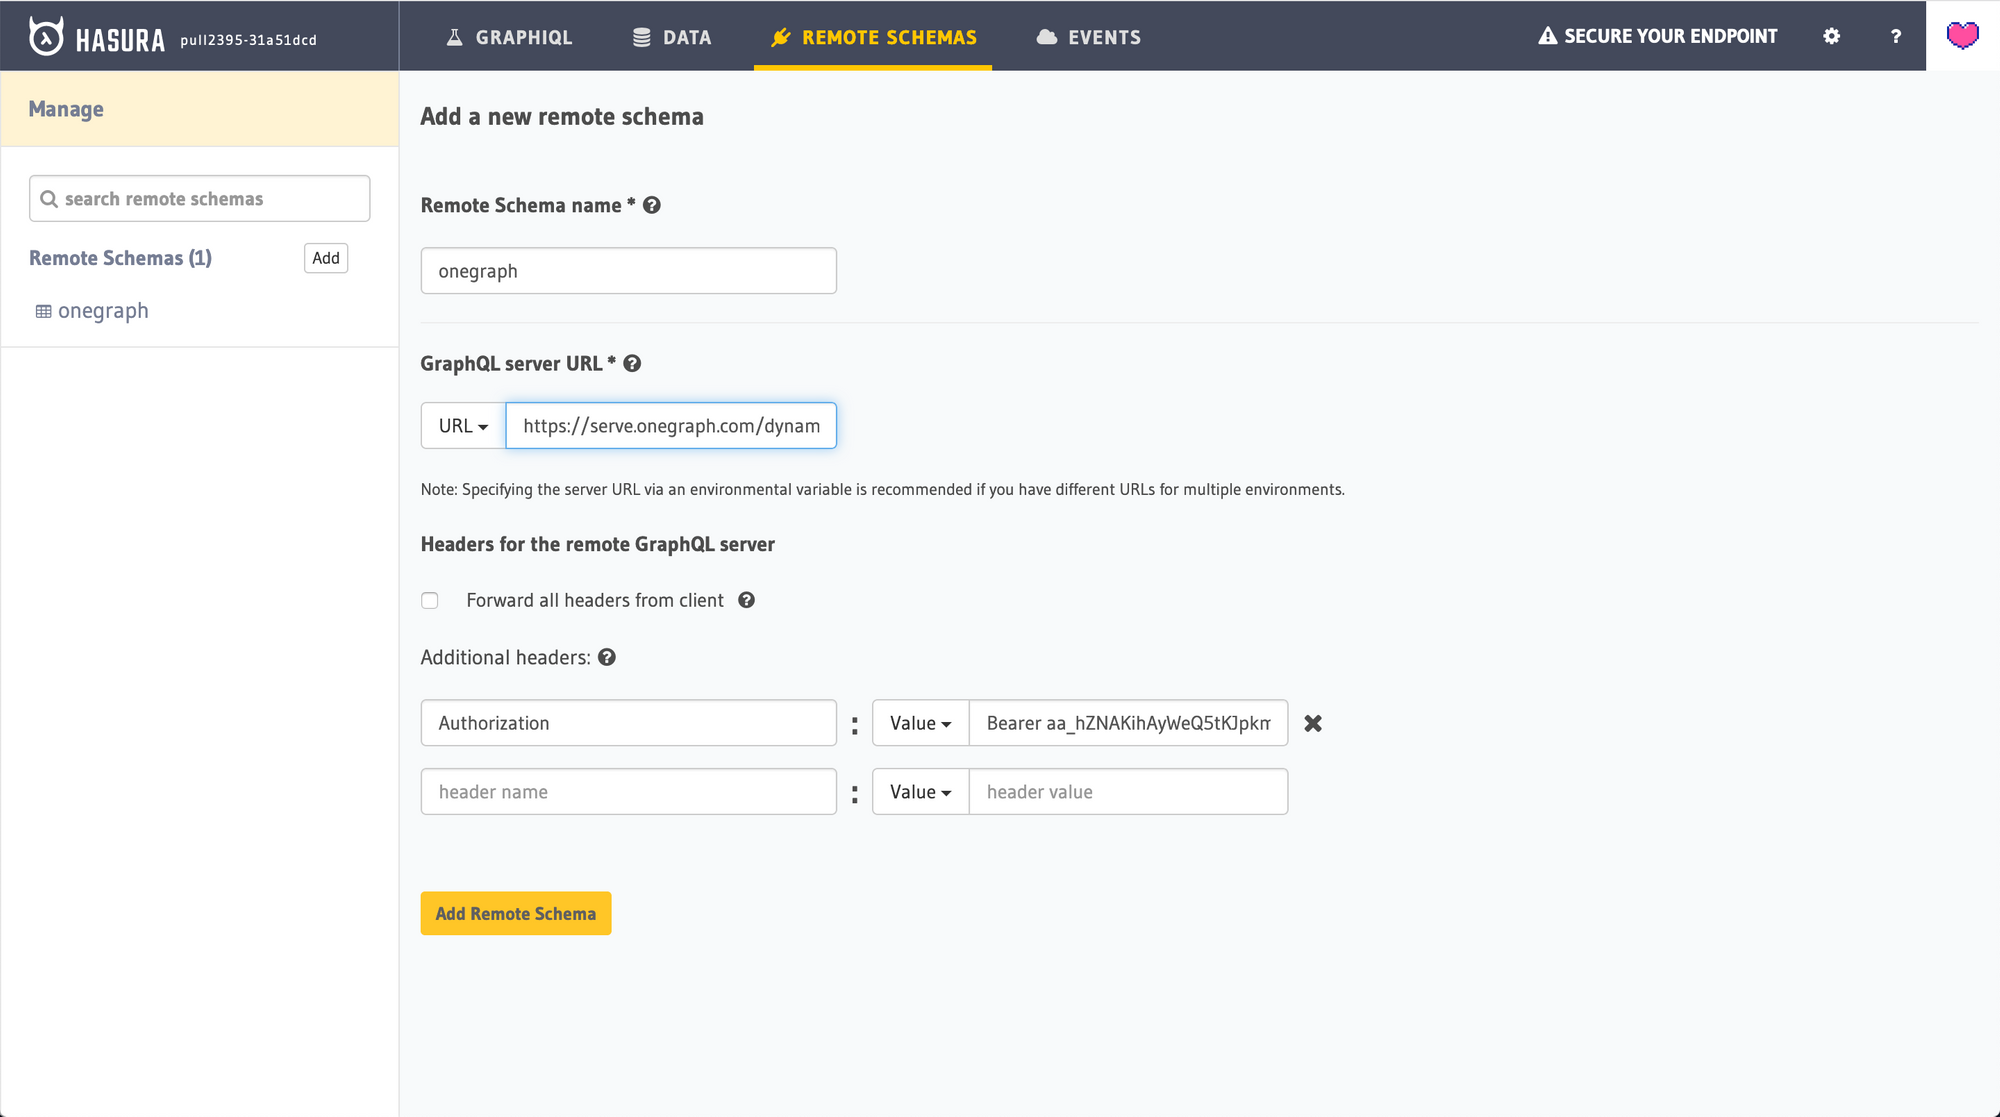 HASURA pull2395-31a51dcd
GRAPHIQL
DATA
REMOTE SCHEMAS
EVENTS
SECURE YOUR ENDPOINT
?
Manage
search remote schemas
Remote Schemas (1)
Add
onegraph
Add a new remote schema
Remote Schema name * ?
onegraph
GraphQL server URL * ?
URL
https://serve.onegraph.com/dynam
Note: Specifying the server URL via an environmental variable is recommended if you have different URLs for multiple environments.
Headers for the remote GraphQL server
Forward all headers from client ?
Additional headers: ?
Authorization : Value Bearer aa_hZNAKihAyWeQ5tKJpkm
header name : Value header value
Add Remote Schema